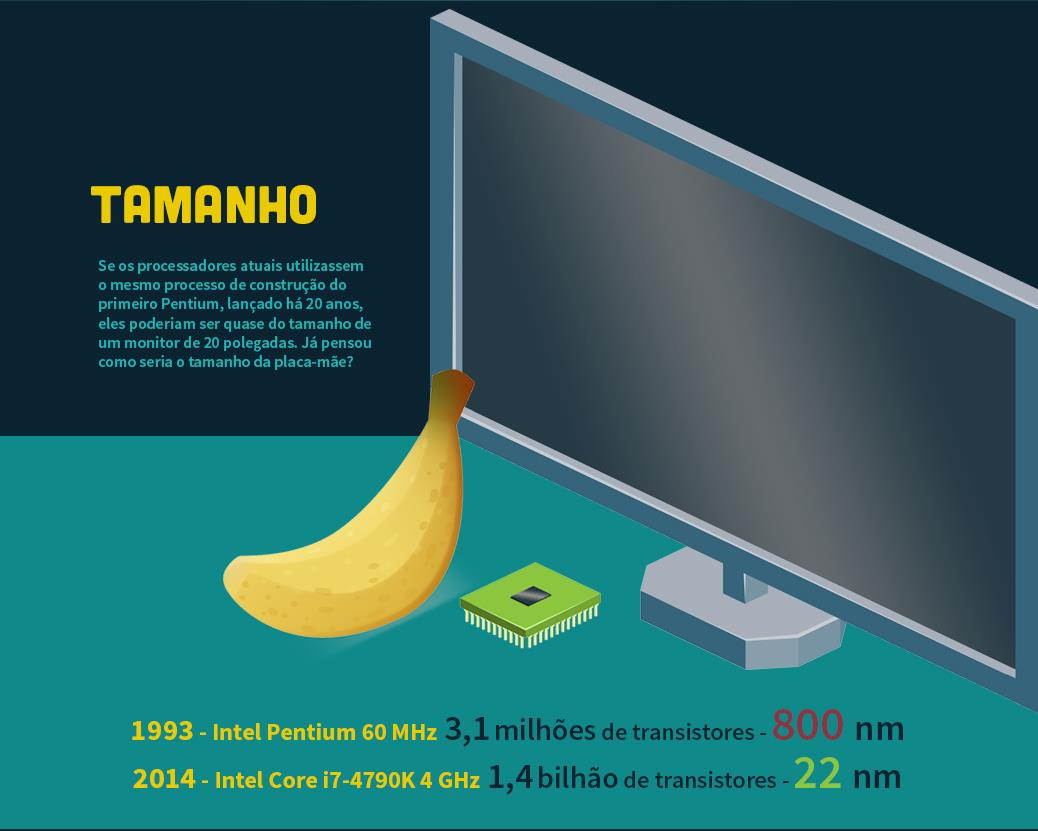 TAMANHO
Se os processadores atuais utilizassem
o mesmo processo de construção do
primeiro Pentium, lançado há 20 anos,
eles poderiam ser quase do tamanho de
um monitor de 20 polegadas. Já pensou
como seria o tamanho da placa-mãe?
1993 - Intel Pentium 60 MHz 3,1 milhões de transistores - 800 nm
2014 - Intel Core i7-4790K 4 GHz 1,4 bilhão de transistores - 22 nm